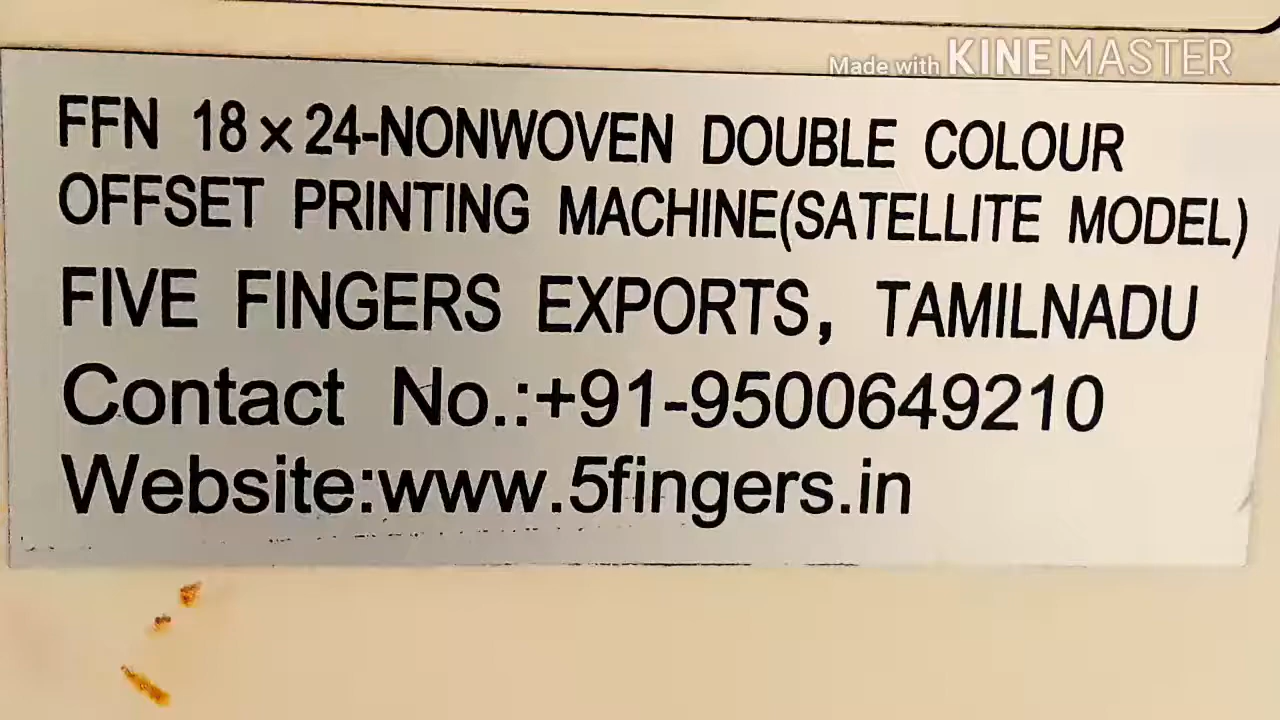 Made with KINEMASTER
FFN 18×24-NONWOVEN DOUBLE COLOUR
OFFSET PRINTING MACHINE(SATELLITE MODEL)
FIVE FINGERS EXPORTS, TAMILNADU
Contact No.:+91-9500649210
Website:www.5fingers.in